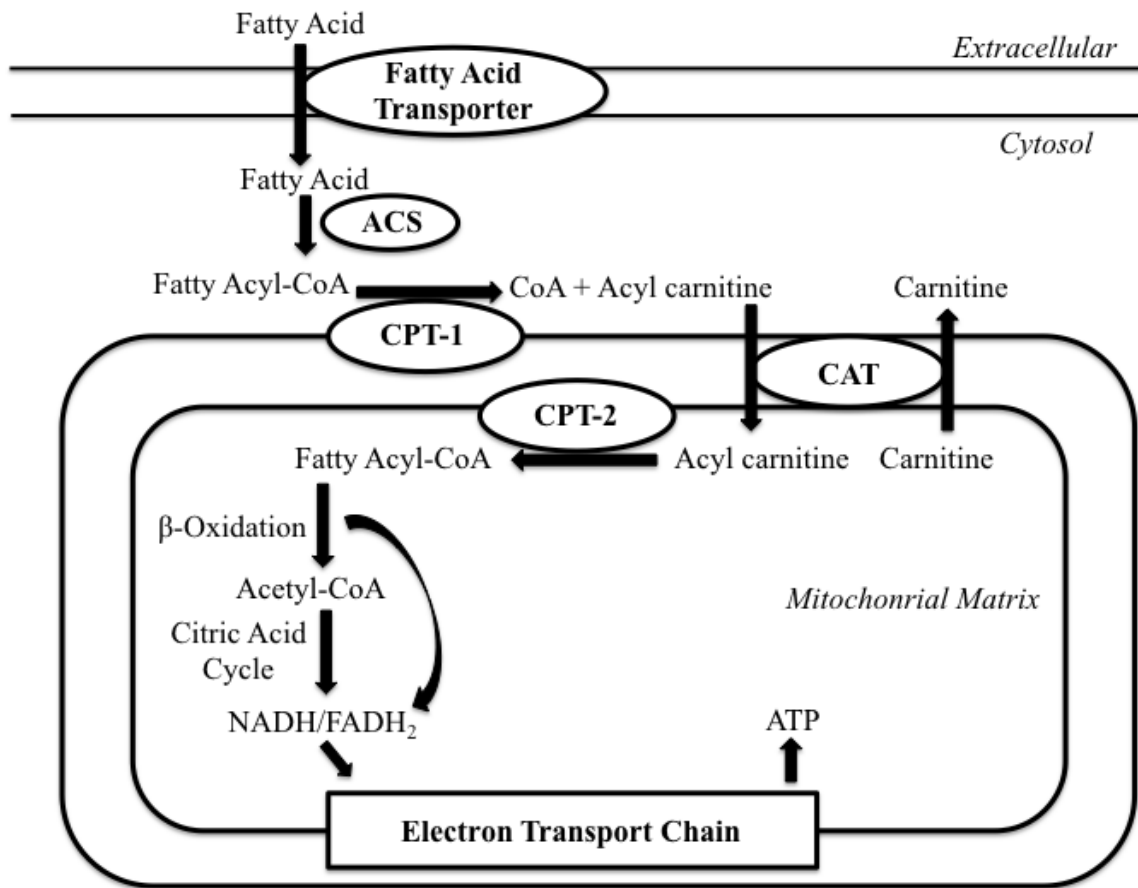 Fatty Acid
Extracellular
Fatty Acid
Transporter
Cytosol
Fatty Acid
ACS
Fatty Acyl-CoA
CoA + Acyl carnitine
Carnitine
CPT-1
CAT
CPT-2
Fatty Acyl-CoA
Acyl carnitine
Carnitine
β-Oxidation
Acetyl-CoA
Mitochonrial Matrix
Citric Acid
Cycle
NADH/FADH₂
ATP
Electron Transport Chain